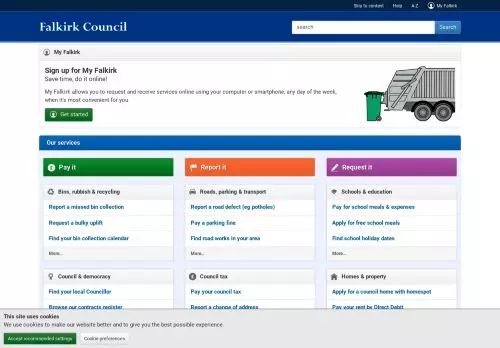 Skip to content Help A-Z My Falkirk
Falkirk Council
search Search
My Falkirk
Sign up for My Falkirk
Save time, do it online!
My Falkirk allows you to request and receive services online using your computer or smartphone, any day of the week,
when it's most convenient for you
Get started
Our services
Pay it Report it Request it
Bins, rubbish & recycling Roads, parking & transport Schools & education
Report a missed bin collection Report a road defect (eg potholes) Pay for school meals & expenses
Request a bulky uplift Pay a parking fine Apply for free school meals
Find your bin collection calendar Find road works in your area Find school holiday dates
More... More... More...
Council & democracy Council tax Homes & property
Find your local Councillor Pay your council tax Apply for a council home with homespot
Browse our contracts register Report a change of address Pay your rent by Direct Debit
This site uses cookies
We use cookies to make our website better and to give you the best possible experience.
Accept recommended settings Cookie preferences